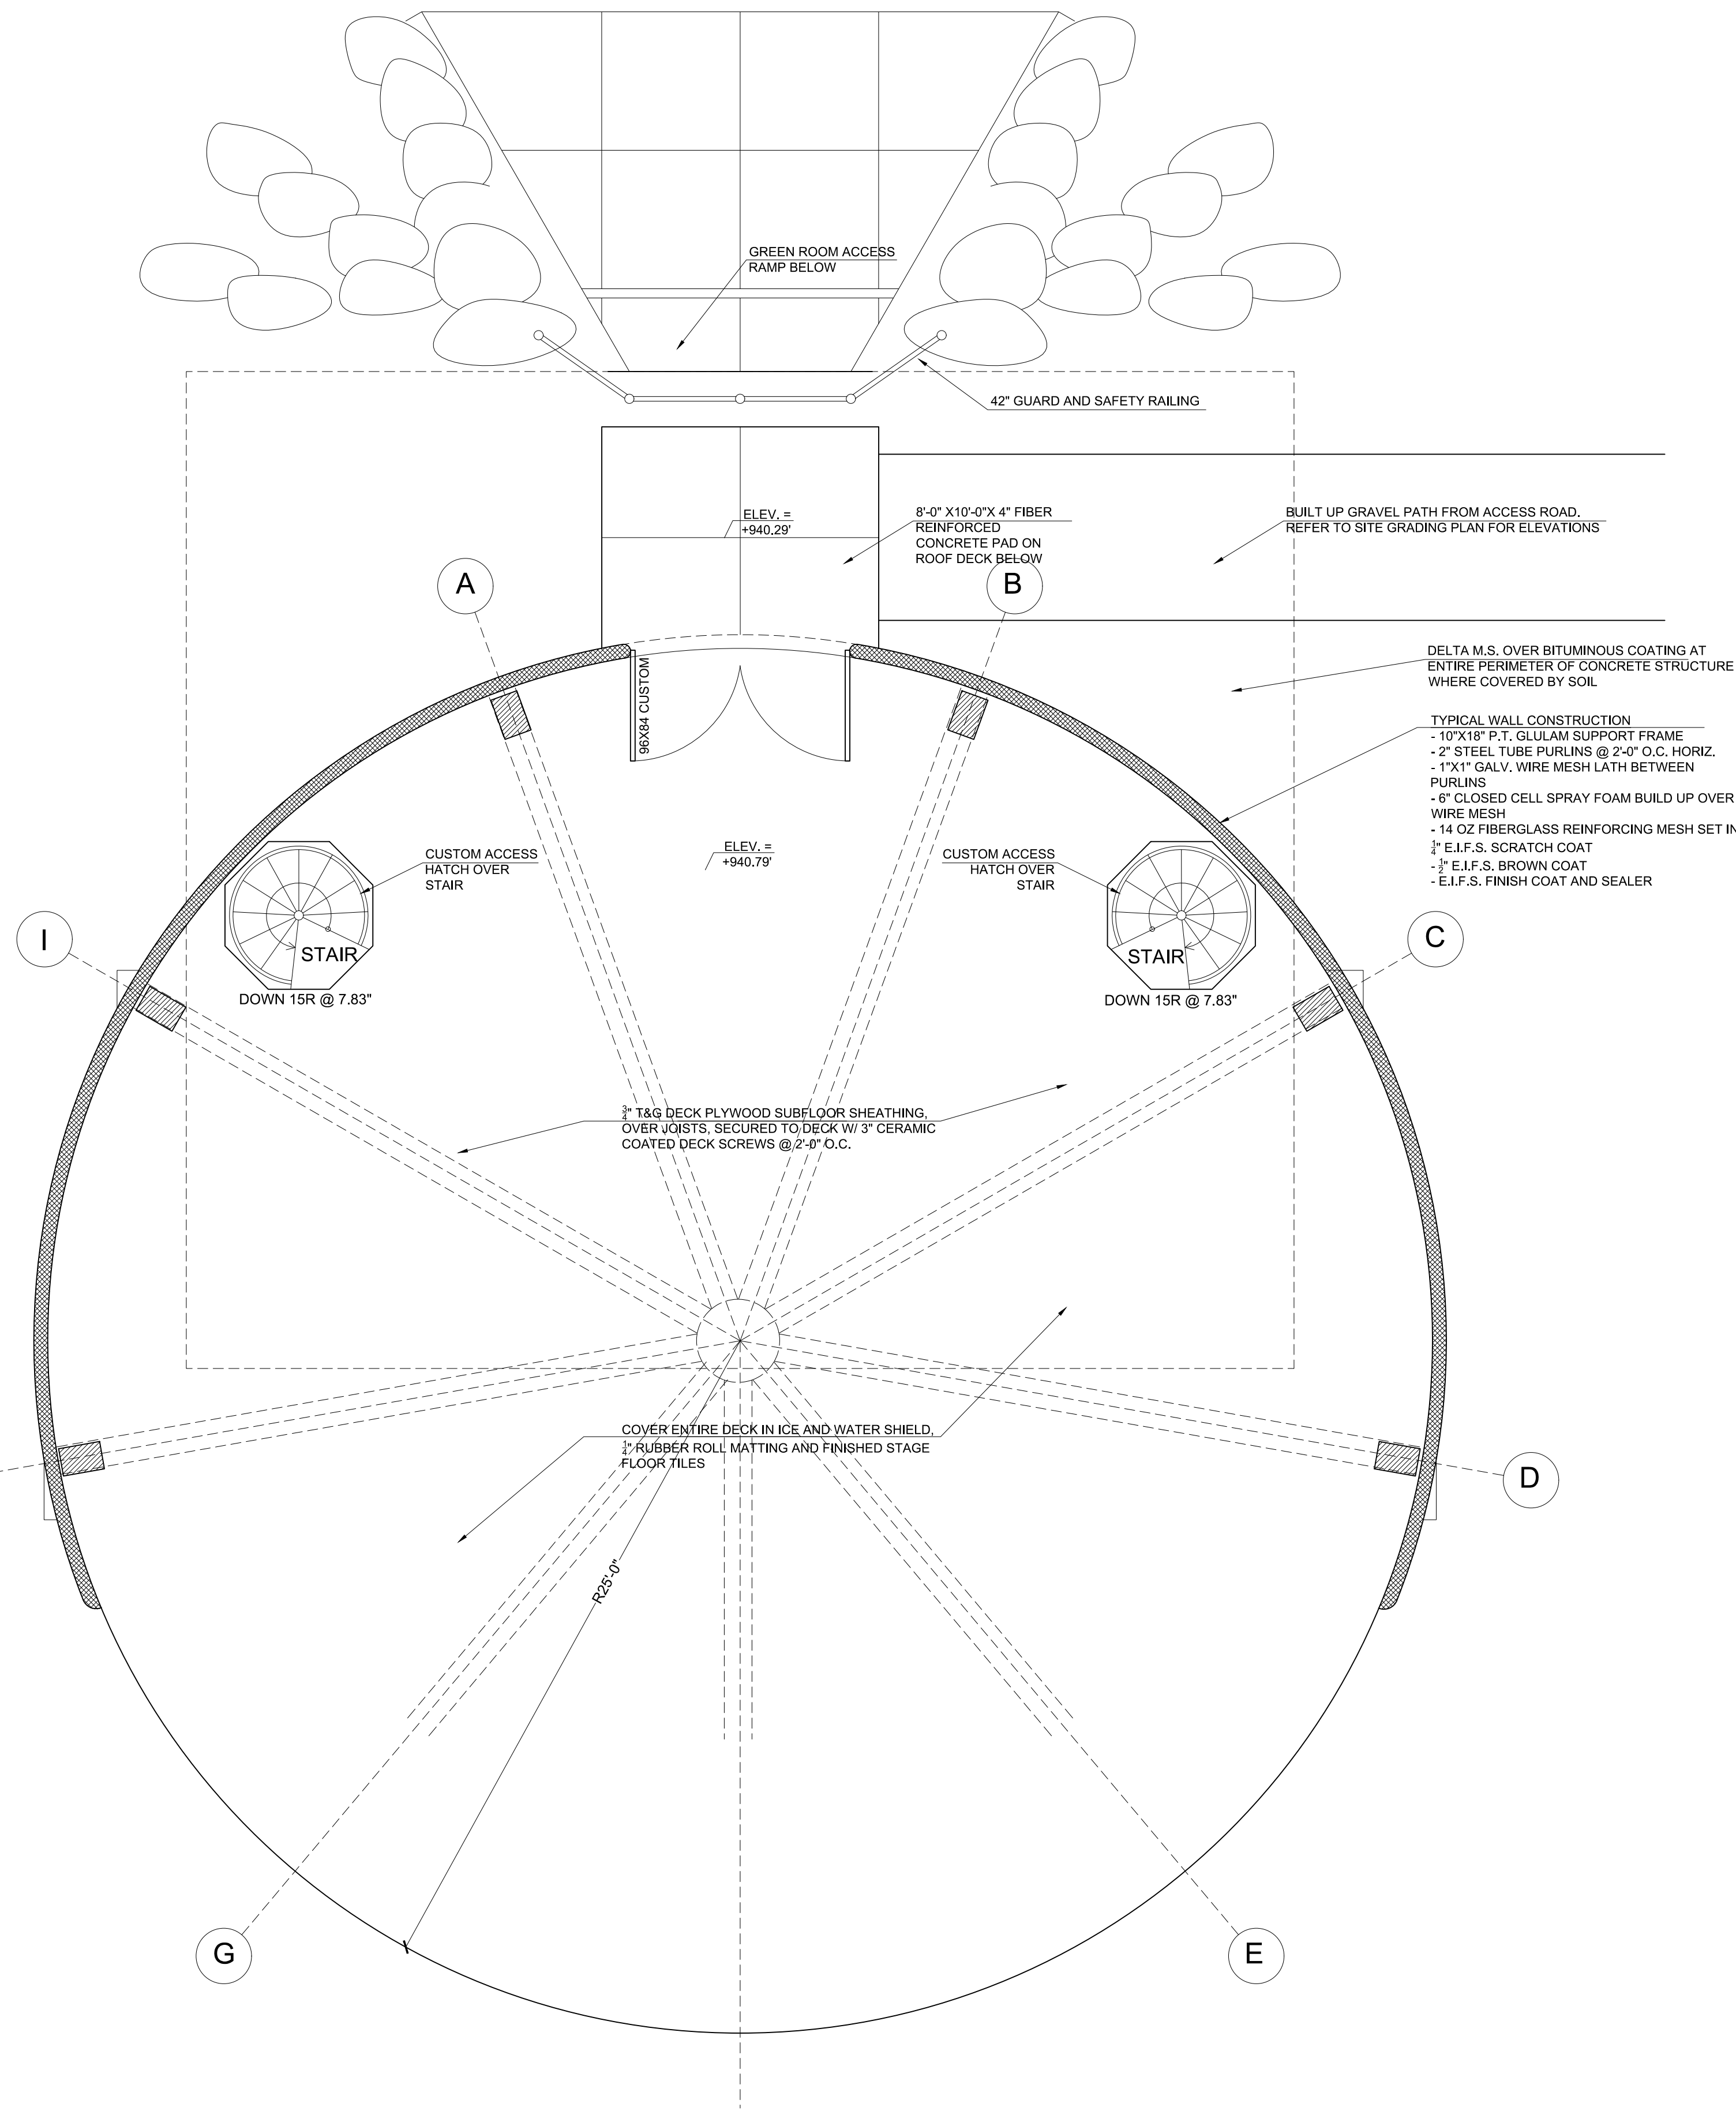 GREEN ROOM ACCESS
RAMP BELOW
42" GUARD AND SAFETY RAILING
ELEV. =
+940.29'
8'-0" X10'-0"X 4" FIBER
REINFORCED
CONCRETE PAD ON
ROOF DECK BELOW
BUILT UP GRAVEL PATH FROM ACCESS ROAD.
REFER TO SITE GRADING PLAN FOR ELEVATIONS
A
B
96X84 CUSTOM
DELTA M.S. OVER BITUMINOUS COATING AT
ENTIRE PERIMETER OF CONCRETE STRUCTURE
WHERE COVERED BY SOIL
TYPICAL WALL CONSTRUCTION
- 10"X18" P.T. GLULAM SUPPORT FRAME
- 2" STEEL TUBE PURLINS @ 2'-0" O.C. HORIZ.
- 1"X1" GALV. WIRE MESH LATH BETWEEN
PURLINS
- 6" CLOSED CELL SPRAY FOAM BUILD UP OVER
WIRE MESH
- 14 OZ FIBERGLASS REINFORCING MESH SET IN
1/4" E.I.F.S. SCRATCH COAT
- 1/2" E.I.F.S. BROWN COAT
- E.I.F.S. FINISH COAT AND SEALER
CUSTOM ACCESS
HATCH OVER
STAIR
ELEV. =
+940.79'
CUSTOM ACCESS
HATCH OVER
STAIR
I
STAIR
DOWN 15R @ 7.83"
STAIR
DOWN 15R @ 7.83"
C
3/4" T&G DECK PLYWOOD SUBFLOOR SHEATHING,
OVER JOISTS, SECURED TO DECK W/ 3" CERAMIC
COATED DECK SCREWS @ 2'-0" O.C.
COVER ENTIRE DECK IN ICE AND WATER SHIELD,
1/4" RUBBER ROLL MATTING AND FINISHED STAGE
FLOOR TILES
D
R25'-0"
G
E